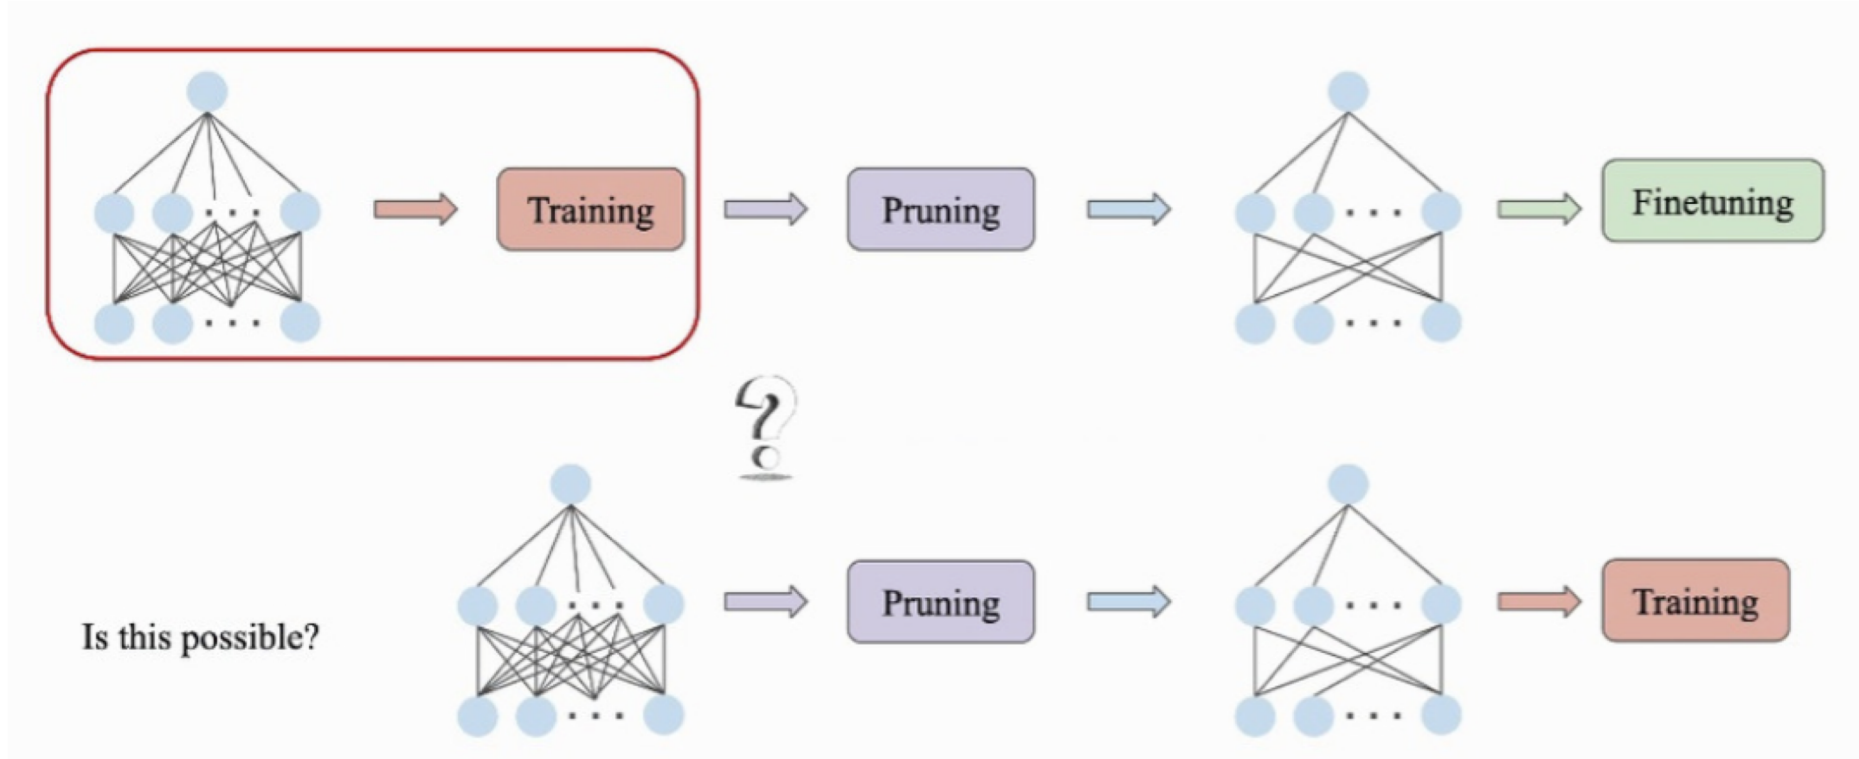 Training
Pruning
Finetuning
?
Is this possible?
Pruning
Training